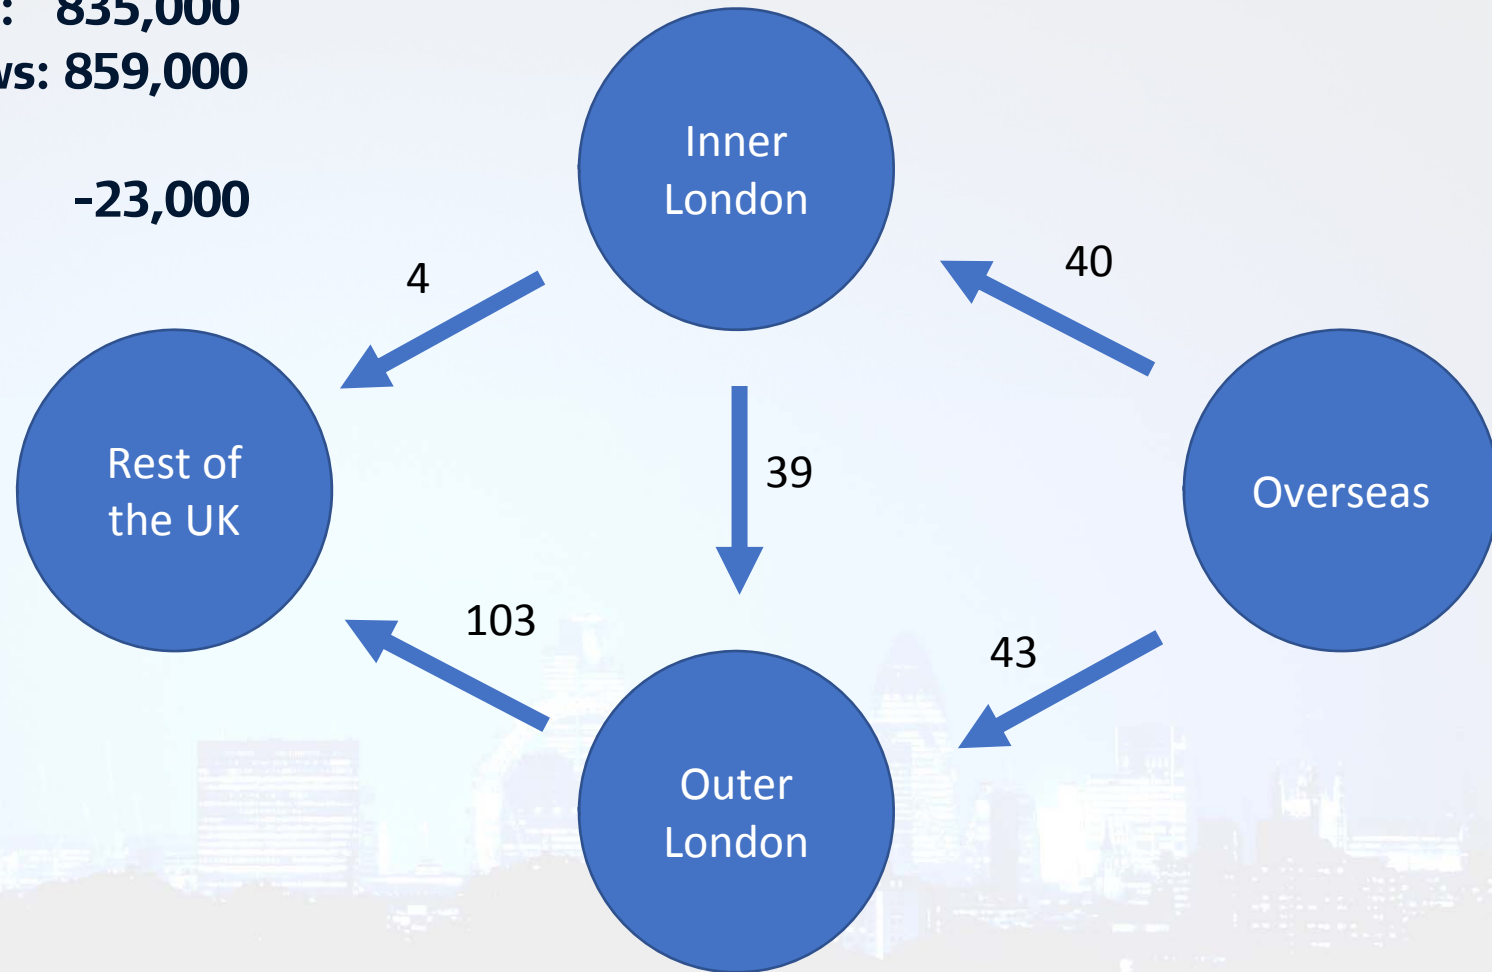 : 835,000
ws: 859,000
-23,000
Inner
London
4
40
Rest of
the UK
39
Overseas
103
43
Outer
London